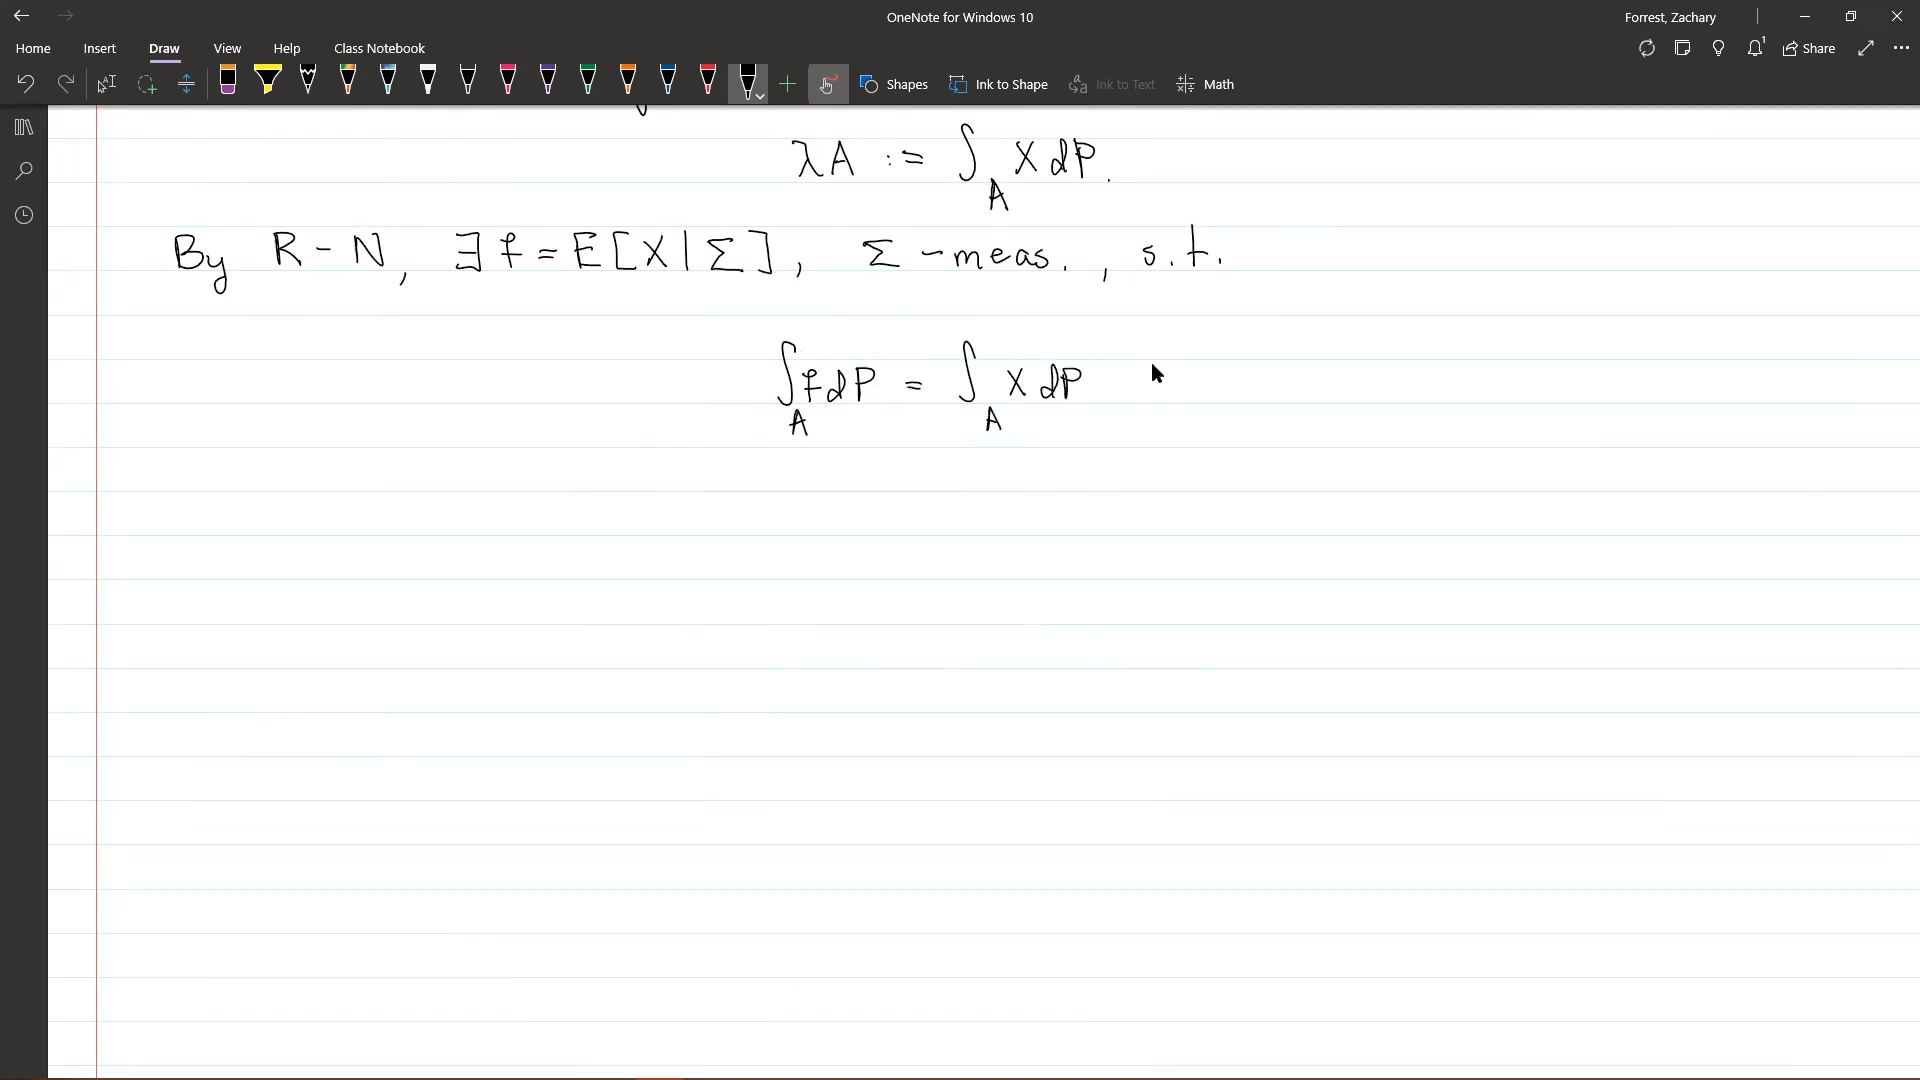 OneNote for Windows 10
Forrest, Zachary
Home Insert Draw View Help Class Notebook
1 Share
Shapes Ink to Shape Ink to Text Math
λA := ∫_A X dP.
By R-N, ∃ f = E[X|Σ], Σ-meas., s.t.
∫_A f dP = ∫_A X dP